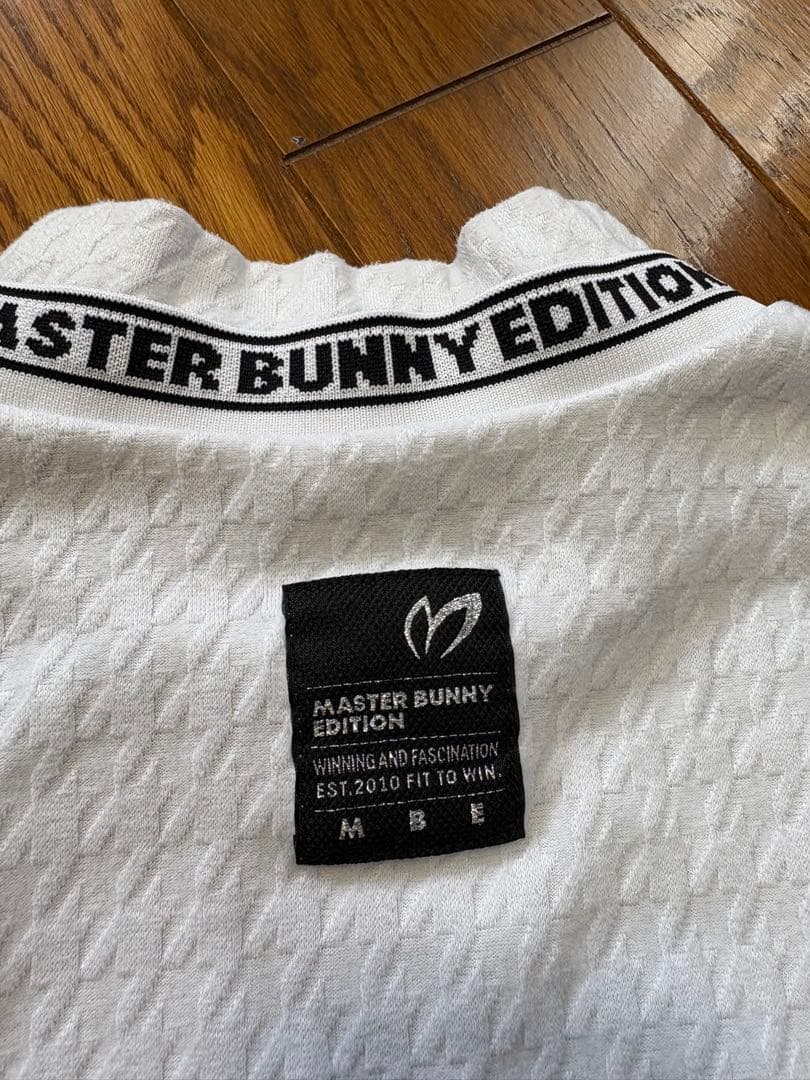 MASTER BUNNY EDITION
MASTER BUNNY
EDITION
WINNING AND FASCINATION
EST.2010 FIT TO WIN.
M B E